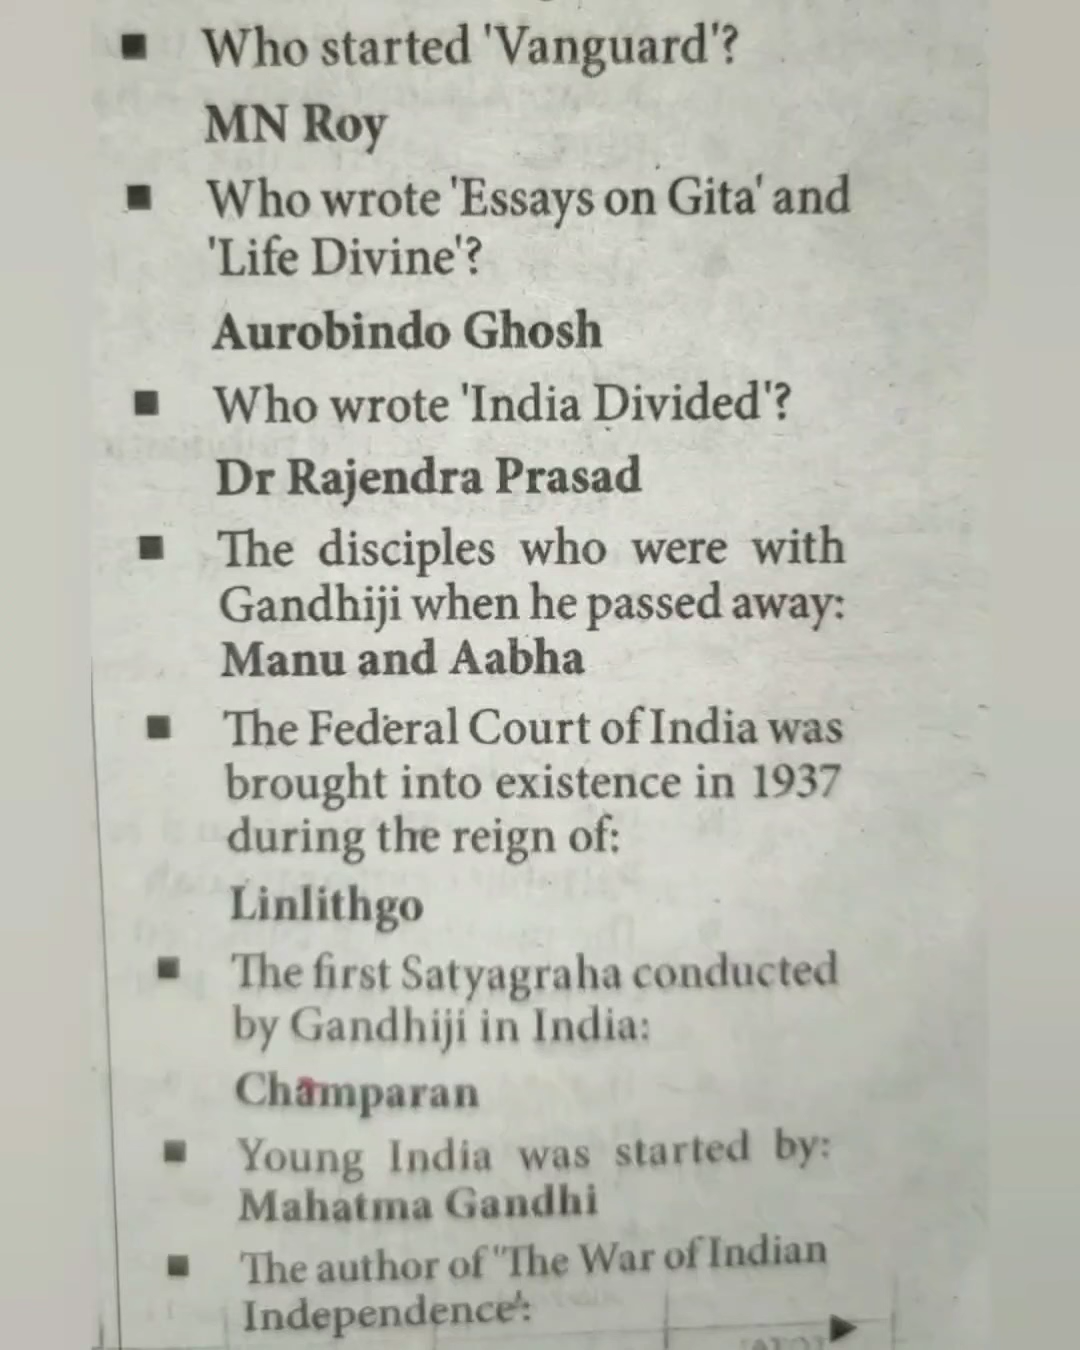 ■ Who started 'Vanguard'?
MN Roy
■ Who wrote 'Essays on Gita' and
'Life Divine'?
Aurobindo Ghosh
■ Who wrote 'India Divided'?
Dr Rajendra Prasad
■ The disciples who were with
Gandhiji when he passed away:
Manu and Aabha
■ The Federal Court of India was
brought into existence in 1937
during the reign of:
Linlithgo
■ The first Satyagraha conducted
by Gandhiji in India:
Champaran
■ Young India was started by:
Mahatma Gandhi
■ The author of "The War of Indian
Independence':